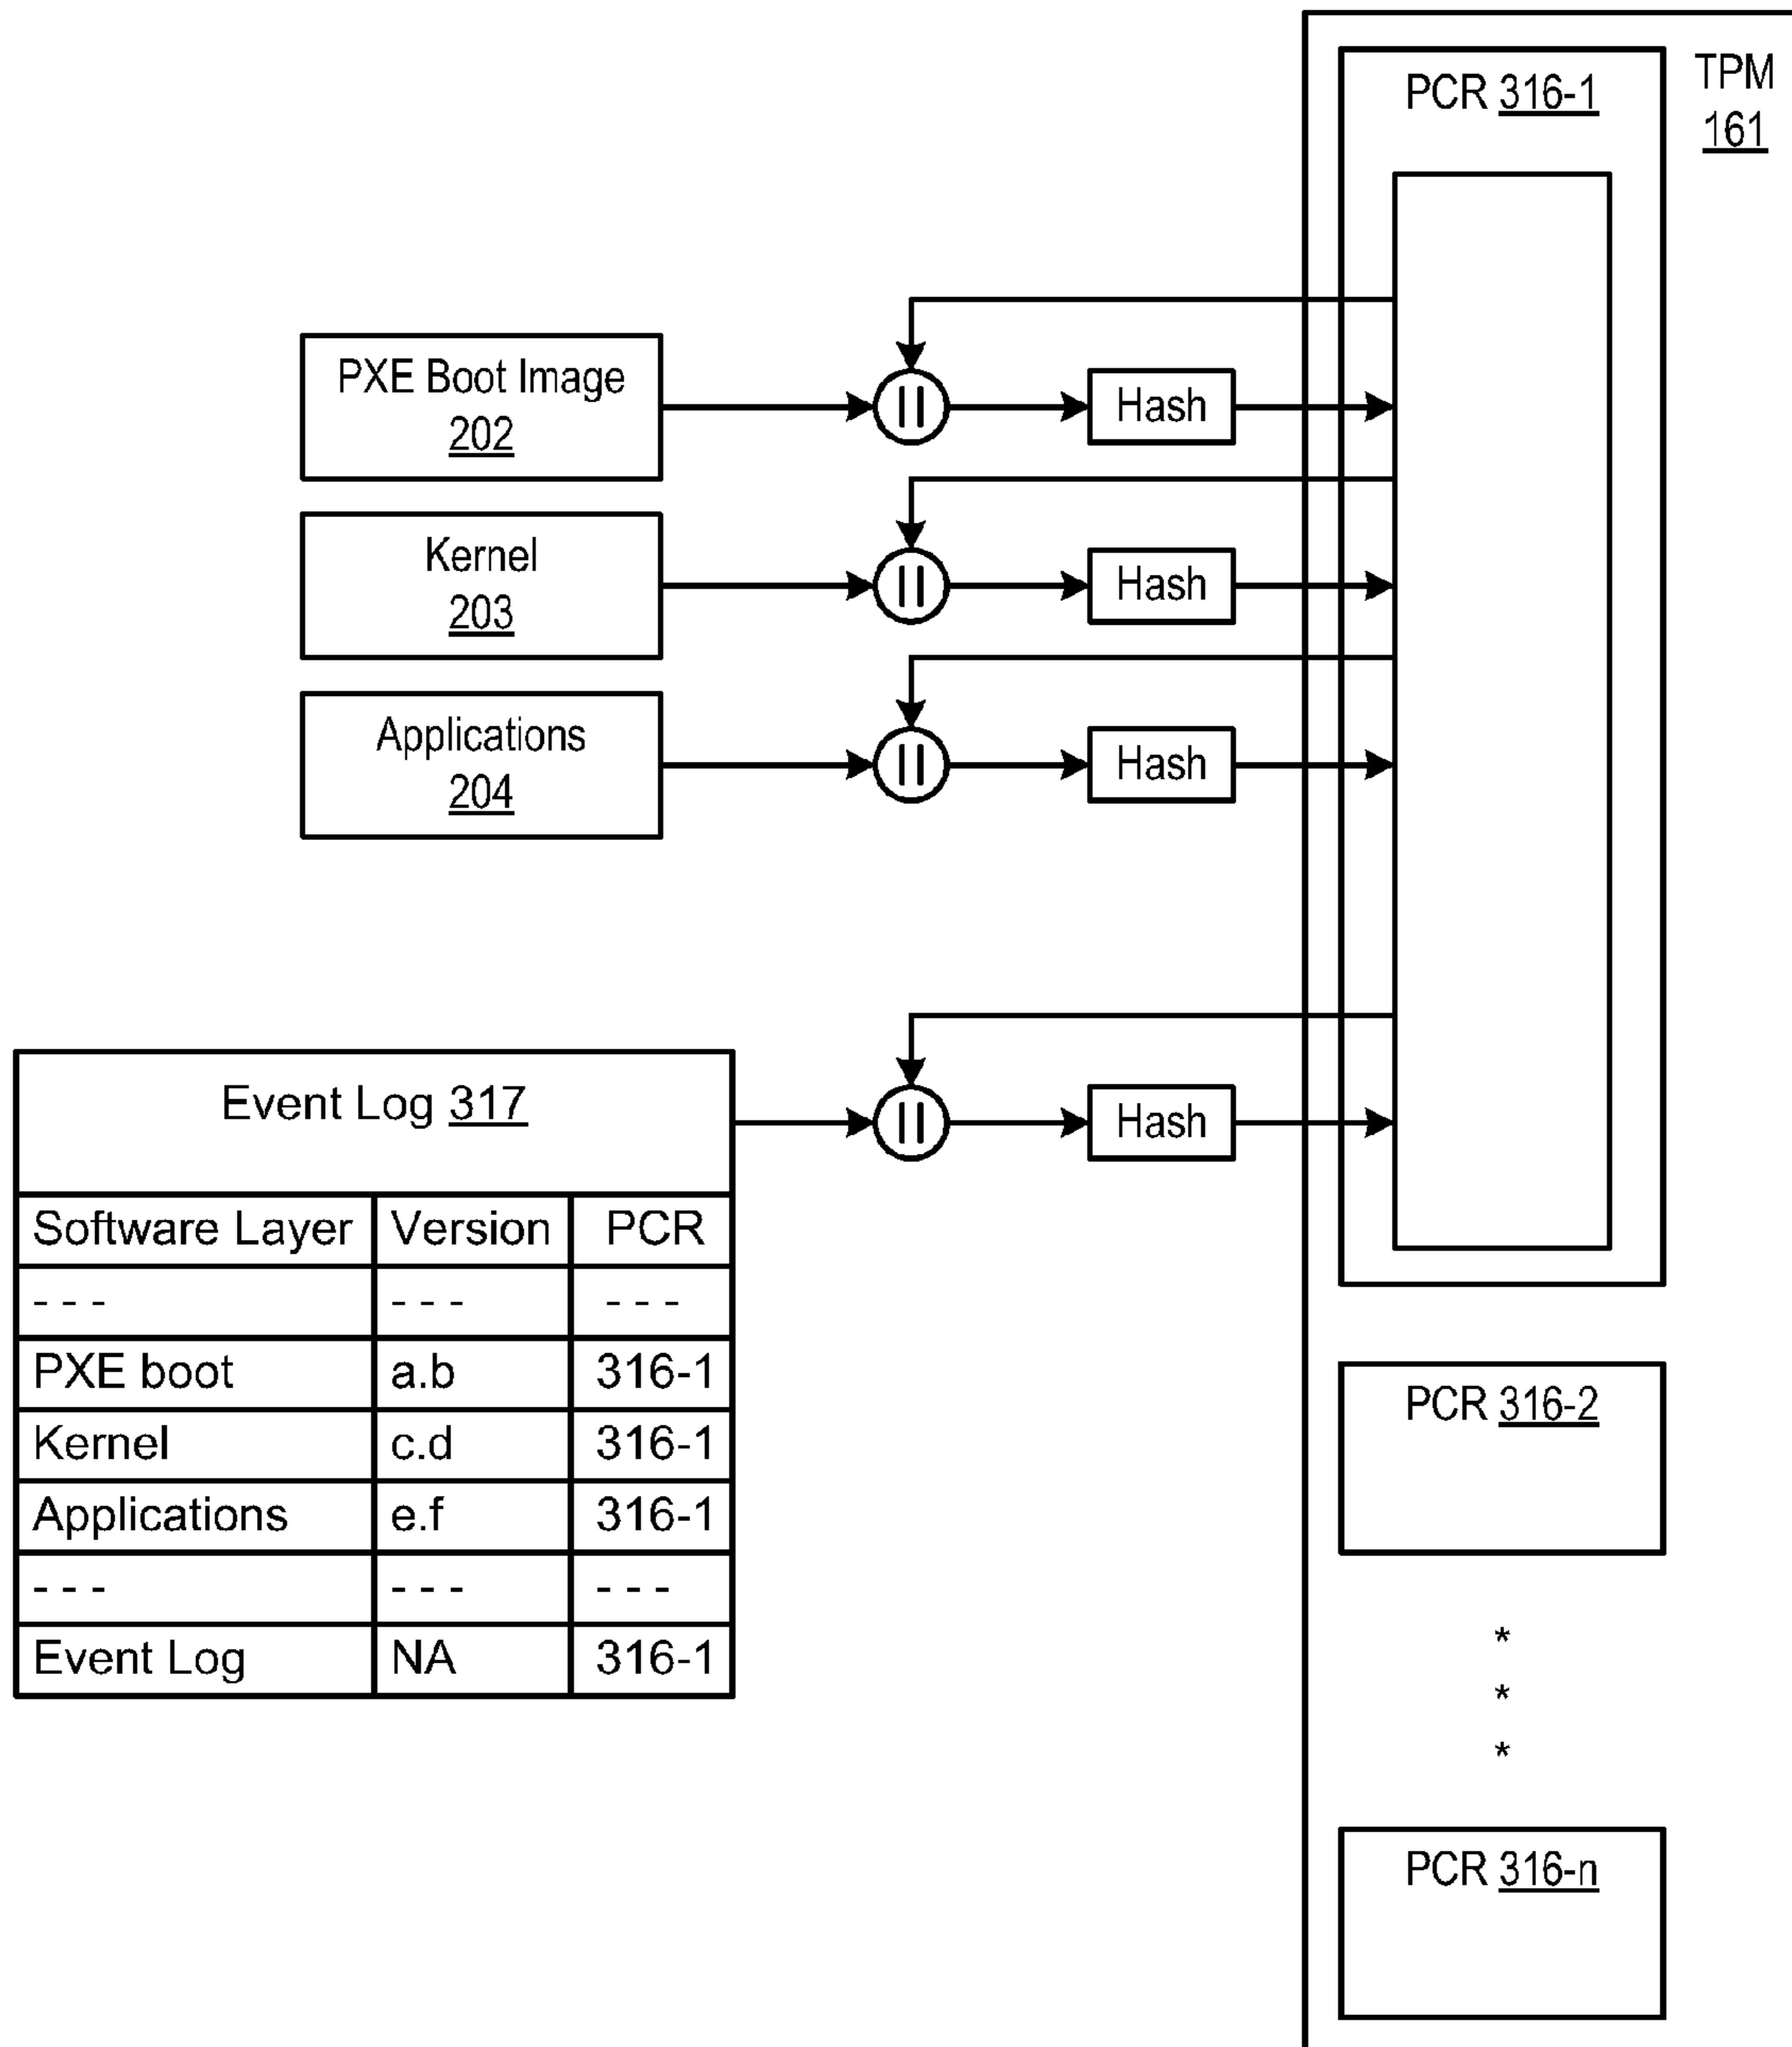 TPM
161
PCR 316-1
PXE Boot Image
202
||
Hash
Kernel
203
||
Hash
Applications
204
||
Hash
Event Log 317
||
Hash
Software Layer Version PCR
- - - - - - - - -
PXE boot a.b 316-1
Kernel c.d 316-1
Applications e.f 316-1
- - - - - - - - -
Event Log NA 316-1
PCR 316-2
*
*
*
PCR 316-n